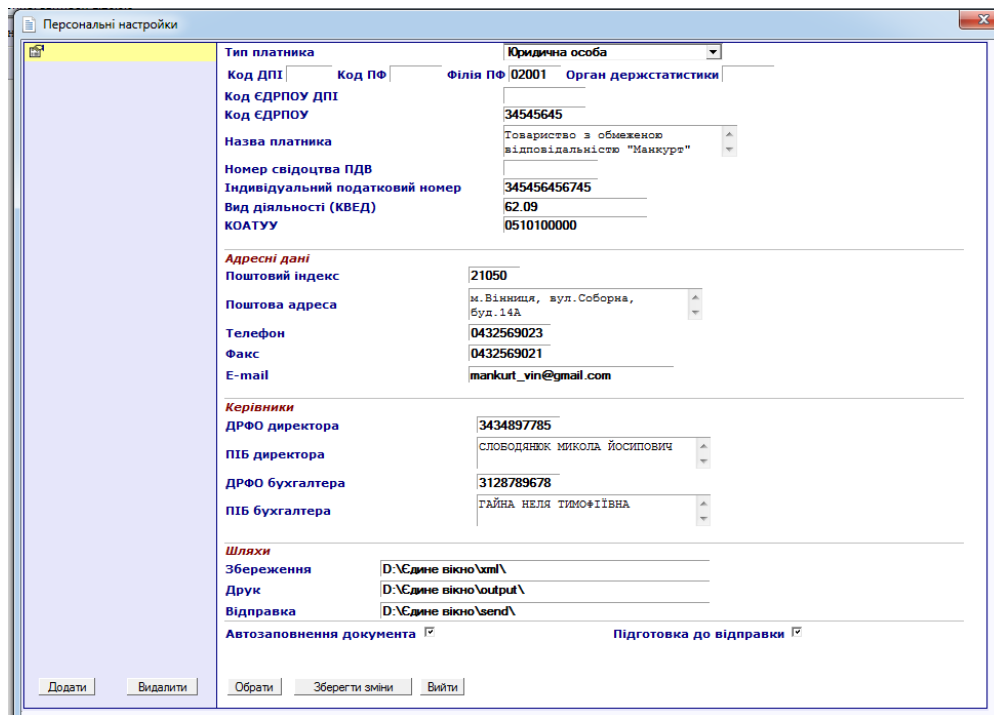 Персональні настройки
Тип платника Юридична особа
Код ДПІ Код ПФ Філія ПФ 02001 Орган держстатистики
Код ЄДРПОУ ДПІ
Код ЄДРПОУ 34545645
Назва платника Товариство з обмеженою
відповідальністю "Манкурт"
Номер свідоцтва ПДВ
Індивідуальний податковий номер 345456456745
Вид діяльності (КВЕД) 62.09
КОАТУУ 0510100000
Адресні дані
Поштовий індекс 21050
Поштова адреса м.Вінниця, вул.Соборна,
буд.14А
Телефон 0432569023
Факс 0432569021
E-mail mankurt_vin@gmail.com
Керівники
ДРФО директора 3434897785
ПІБ директора СЛОБОДЯНЮК МИКОЛА ЙОСИПОВИЧ
ДРФО бухгалтера 3128789678
ПІБ бухгалтера ГАЙНА НЕЛЯ ТИМОФІЇВНА
Шляхи
Збереження D:\Єдине вікно\xml\
Друк D:\Єдине вікно\output\
Відправка D:\Єдине вікно\send\
Автозаповнення документа Підготовка до відправки
Додати Видалити Обрати Зберегти зміни Вийти